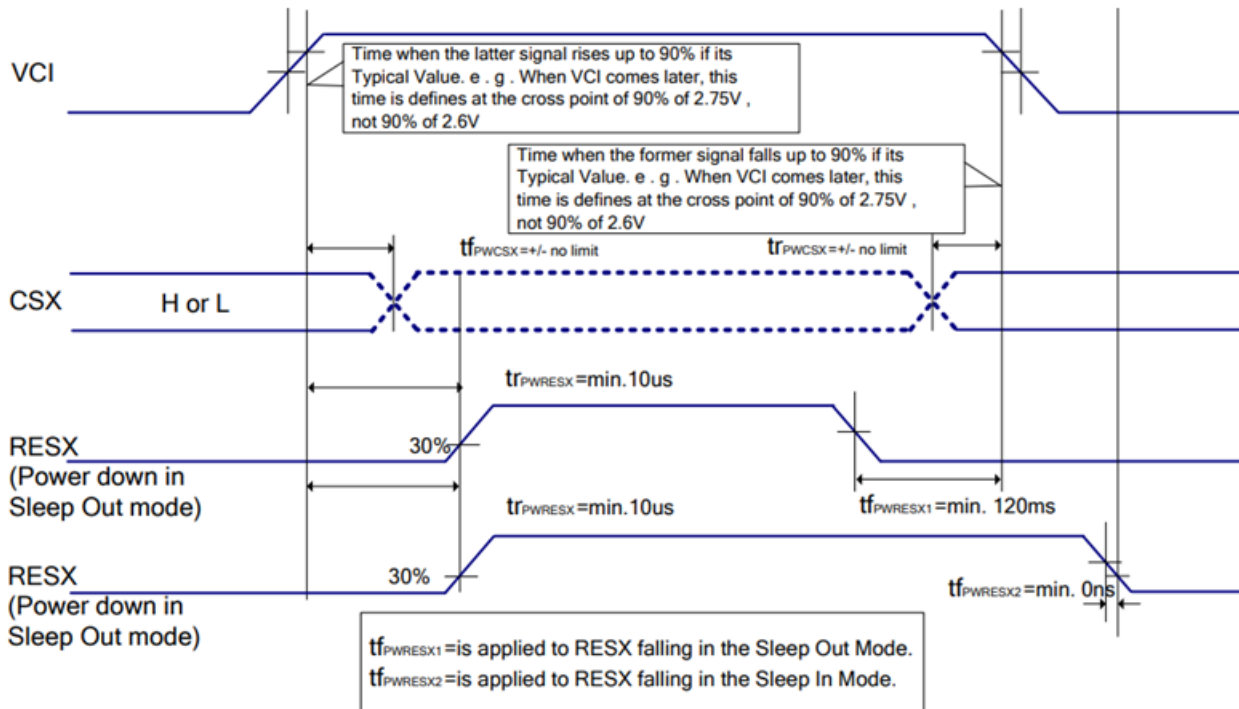 VCI
Time when the latter signal rises up to 90% if its
Typical Value. e . g . When VCI comes later, this
time is defines at the cross point of 90% of 2.75V ,
not 90% of 2.6V
Time when the former signal falls up to 90% if its
Typical Value. e . g . When VCI comes later, this
time is defines at the cross point of 90% of 2.75V ,
not 90% of 2.6V
tfPWCSX=+/- no limit
trPWCSX=+/- no limit
CSX
H or L
trPWRESX=min.10us
RESX
(Power down in
Sleep Out mode)
30%
trPWRESX=min.10us
tfPWRESX1=min. 120ms
RESX
(Power down in
Sleep Out mode)
30%
tfPWRESX2=min. 0ns
tfPWRESX1=is applied to RESX falling in the Sleep Out Mode.
tfPWRESX2=is applied to RESX falling in the Sleep In Mode.